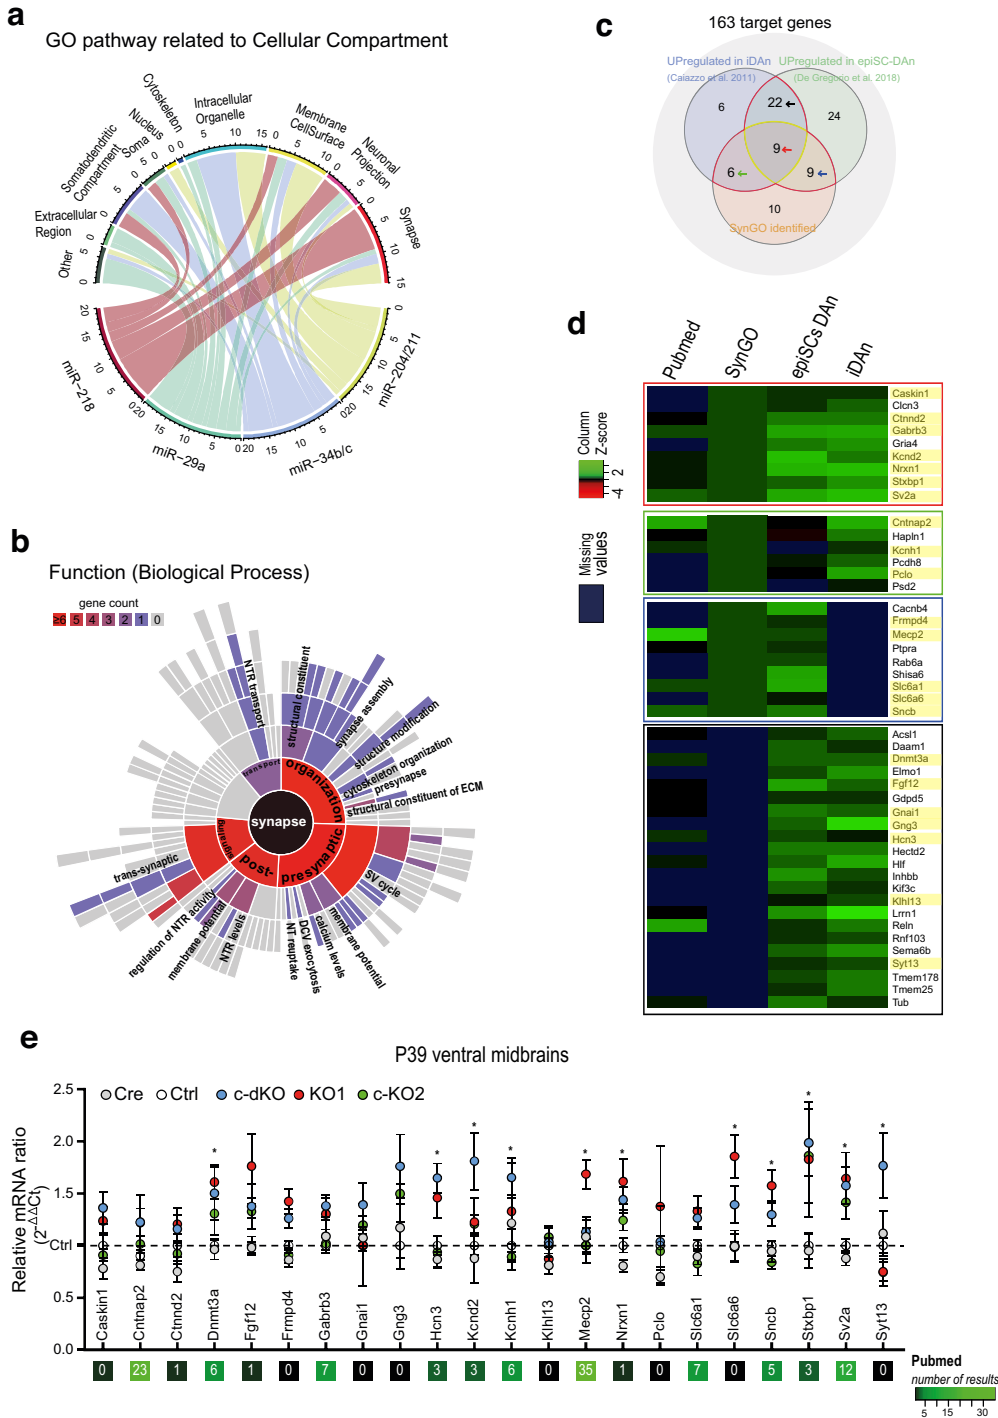 a
GO pathway related to Cellular Compartment
Other
Extracellular
Region
Somatodendritic
Compartment
Soma
Nucleus
Cytoskeleton
Intracellular
Organelle
Membrane
CellSurface
Neuronal
Projection
Synapse
miR-218
miR-29a
miR-34b/c
miR-204/211
b
Function (Biological Process)
gene count
≥6 5 4 3 2 1 0
synapse
organization
presynaptic
post-
signaling
transport
NTR transport
structural constituent
synapse assembly
structure modification
cytoskeleton organization
presynapse
structural constituent of ECM
SV cycle
membrane potential
calcium levels
DCV exocytosis
NT reuptake
NTR levels
membrane potential
regulation of NTR activity
trans-synaptic
c
163 target genes
UPregulated in iDAn
(Caiazzo et al. 2011)
UPregulated in epiSC-DAn
(De Gregorio et al. 2018)
6
22
24
9
6
9
10
SynGO identified
d
Pubmed
SynGO
epiSCs DAn
iDAn
Column
Z-score
-4 2
Missing
values
Caskin1
Clcn3
Ctnnd2
Gabrb3
Gria4
Kcnd2
Nrxn1
Stxbp1
Sv2a
Cntnap2
Hapln1
Kcnh1
Pcdh8
Pclo
Psd2
Cacnb4
Frmpd4
Mecp2
Ptpra
Rab6a
Shisa6
Slc6a1
Slc6a6
Sncb
Acsl1
Daam1
Dnmt3a
Elmo1
Fgf12
Gdpd5
Gnai1
Gng3
Hcn3
Hectd2
Hlf
Inhbb
Kif3c
Klhl13
Lrrn1
Reln
Rnf103
Sema6b
Syt13
Tmem178
Tmem25
Tub
e
P39 ventral midbrains
Cre Ctrl c-dKO KO1 c-KO2
Relative mRNA ratio
(2^-ΔΔCt)
2.5
2.0
1.5
Ctrl
0.5
0.0
Caskin1 Cntnap2 Ctnnd2 Dnmt3a Fgf12 Frmpd4 Gabrb3 Gnai1 Gng3 Hcn3 Kcnd2 Kcnh1 Klhl13 Mecp2 Nrxn1 Pclo Slc6a1 Slc6a6 Sncb Stxbp1 Sv2a Syt13
0 23 1 6 1 0 7 0 0 3 3 6 0 35 1 0 7 0 5 3 12 0
Pubmed
number of results
5 15 30